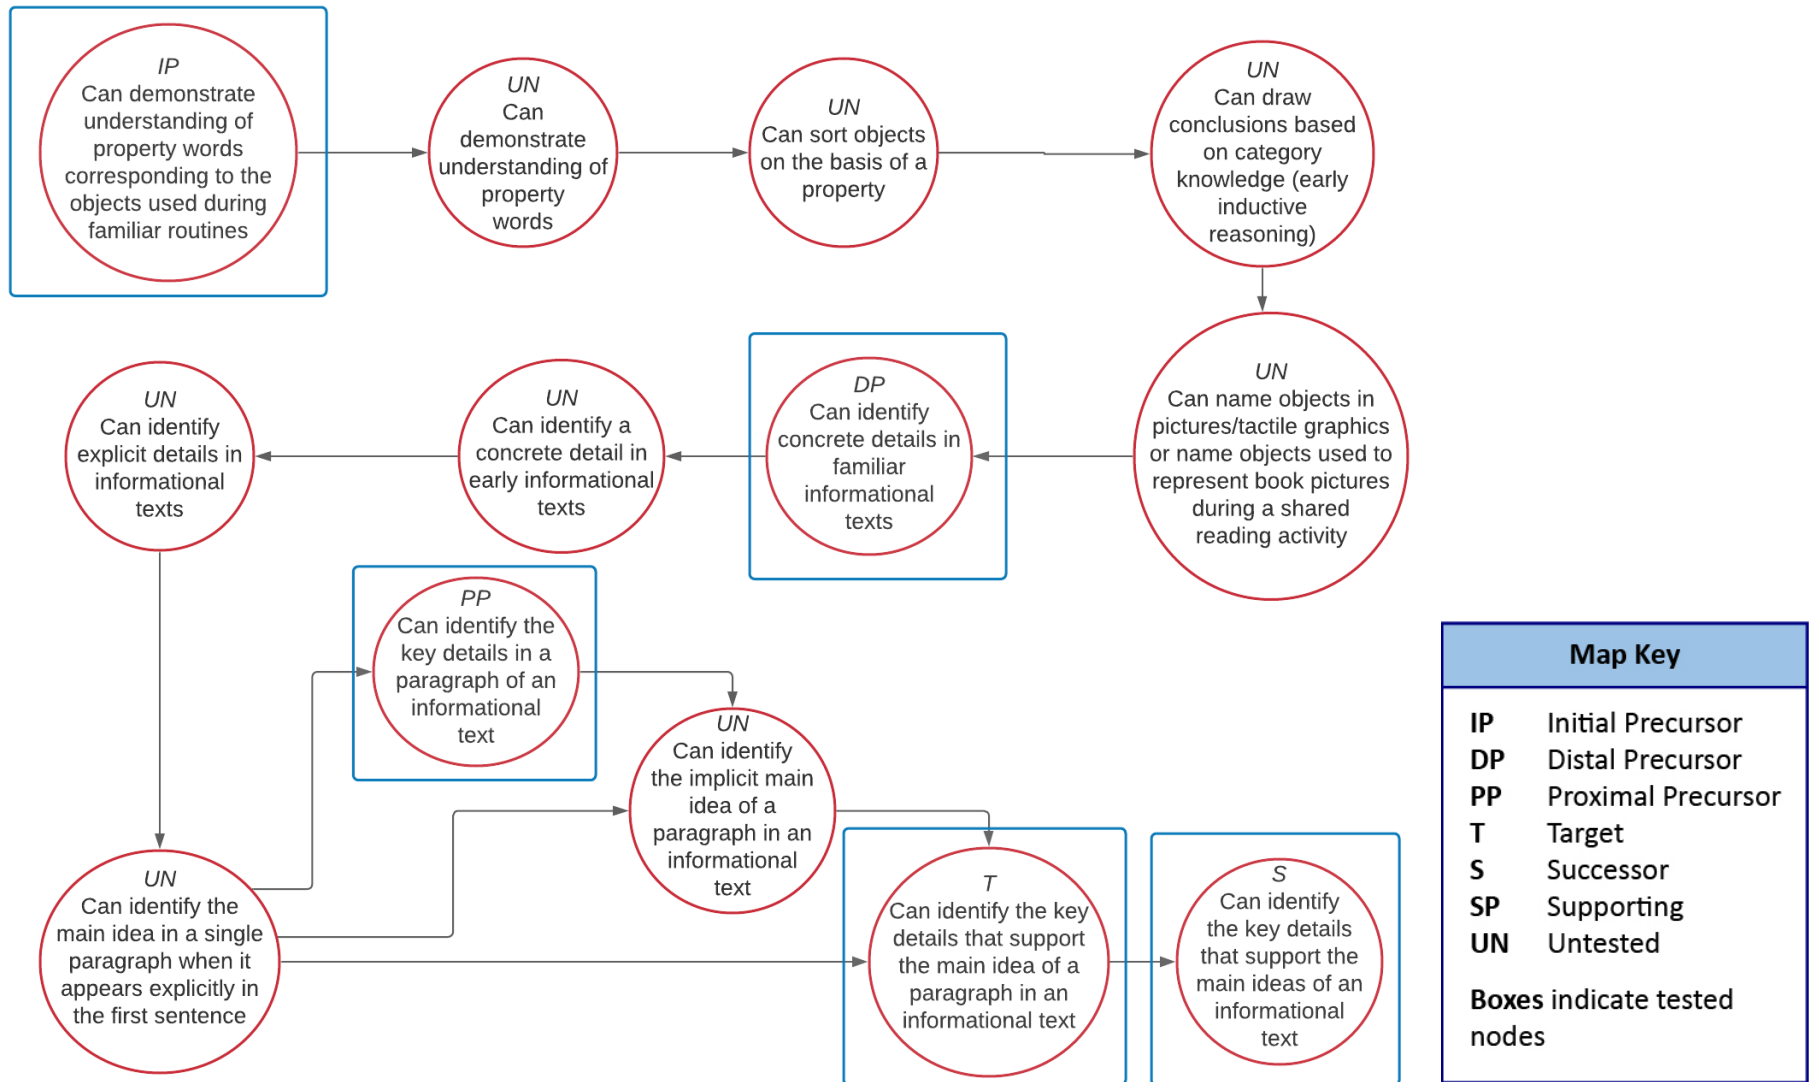 IP
Can demonstrate
understanding of
property words
corresponding to the
objects used during
familiar routines
UN
Can
demonstrate
understanding of
property
words
UN
Can sort objects
on the basis of a
property
UN
Can draw
conclusions based
on category
knowledge (early
inductive
reasoning)
UN
Can name objects in
pictures/tactile graphics
or name objects used to
represent book pictures
during a shared
reading activity
DP
Can identify
concrete details in
familiar
informational
texts
UN
Can identify a
concrete detail in
early informational
texts
UN
Can identify
explicit details in
informational
texts
UN
Can identify the
main idea in a single
paragraph when it
appears explicitly in
the first sentence
PP
Can identify the
key details in a
paragraph of an
informational
text
UN
Can identify
the implicit main
idea of a
paragraph in an
informational
text
T
Can identify the key
details that support
the main idea of a
paragraph in an
informational text
S
Can identify
the key details
that support the
main ideas of an
informational
text
Map Key
IP Initial Precursor
DP Distal Precursor
PP Proximal Precursor
T Target
S Successor
SP Supporting
UN Untested
Boxes indicate tested
nodes